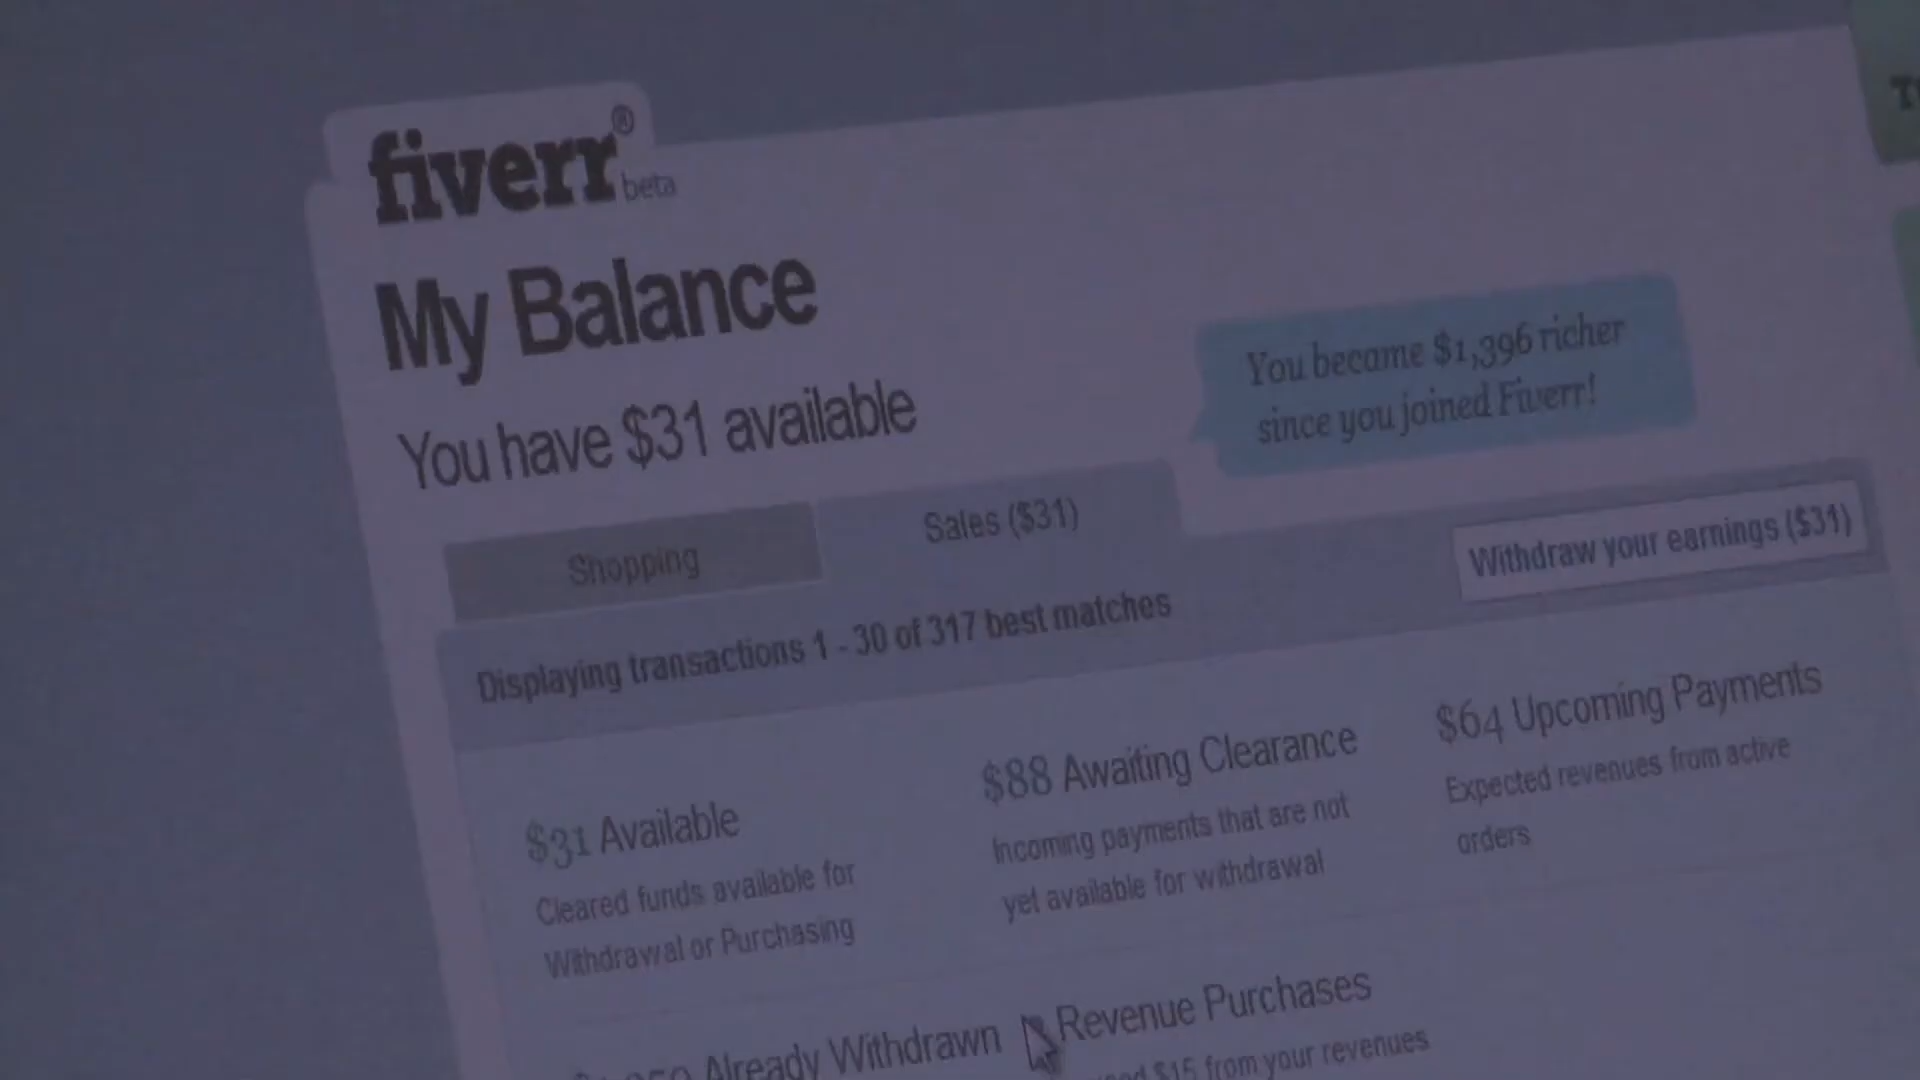 fiverr®
beta
My Balance
You have $31 available
You became $1,396 richer
since you joined Fiverr!
Shopping
Sales ($31)
Withdraw your earnings ($31)
Displaying transactions 1 - 30 of 317 best matches
$31 Available
Cleared funds available for
Withdrawal or Purchasing
$88 Awaiting Clearance
Incoming payments that are not
yet available for withdrawal
$64 Upcoming Payments
Expected revenues from active
orders
Already Withdrawn
Revenue Purchases
$15 from your revenues